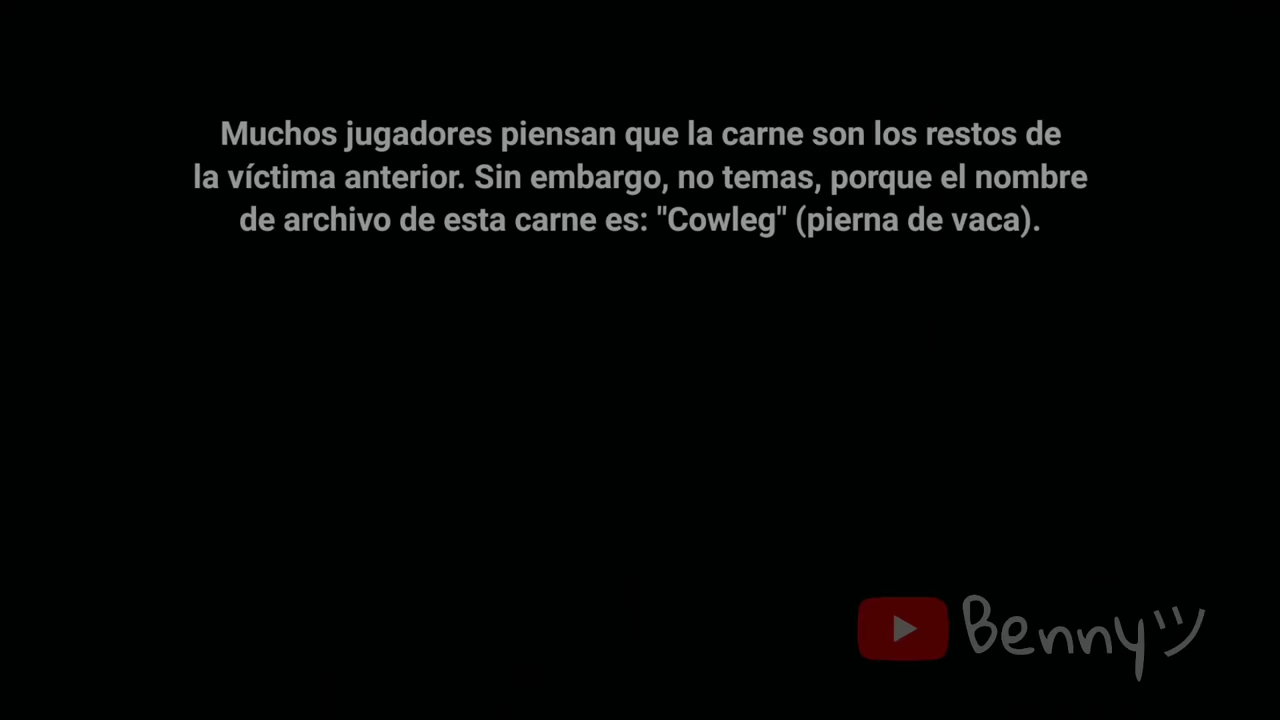 Muchos jugadores piensan que la carne son los restos de
la víctima anterior. Sin embargo, no temas, porque el nombre
de archivo de esta carne es: "Cowleg" (pierna de vaca).
Bennyツ